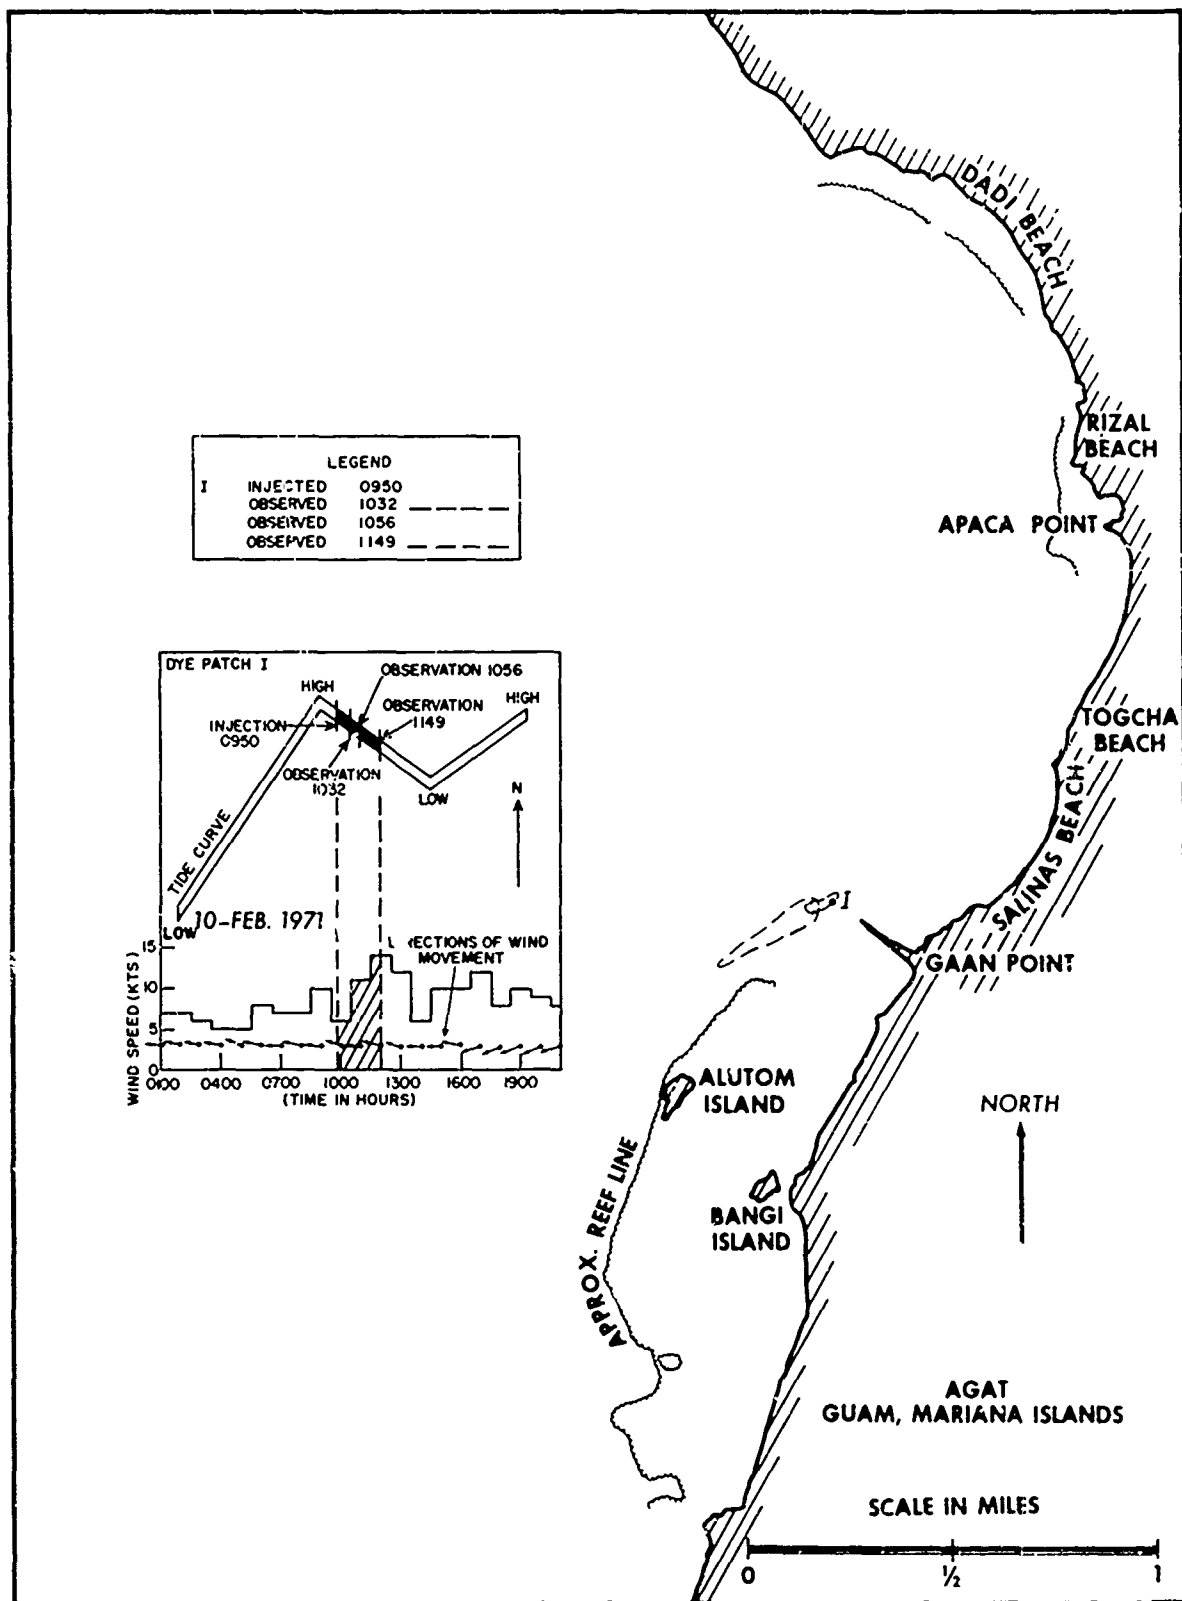 DADI BEACH
RIZAL
BEACH
LEGEND
I INJECTED 0950
OBSERVED 1032
OBSERVED 1056
OBSERVED 1149
APACA POINT
DYE PATCH I
OBSERVATION 1056
HIGH
HIGH
OBSERVATION
1149
INJECTION
0950
OBSERVATION
1032
TOGCHA
BEACH
LOW
N
TIDE CURVE
SALINAS BEACH
I
10-FEB. 1971
LOW
RECTIONS OF WIND
MOVEMENT
GAAN POINT
WIND SPEED (KTS)
15
10
5
0
0100 0400 0700 1000 1300 1600 1900
(TIME IN HOURS)
ALUTOM
ISLAND
NORTH
APPROX. REEF LINE
BANGI
ISLAND
AGAT
GUAM, MARIANA ISLANDS
SCALE IN MILES
0 ½ 1